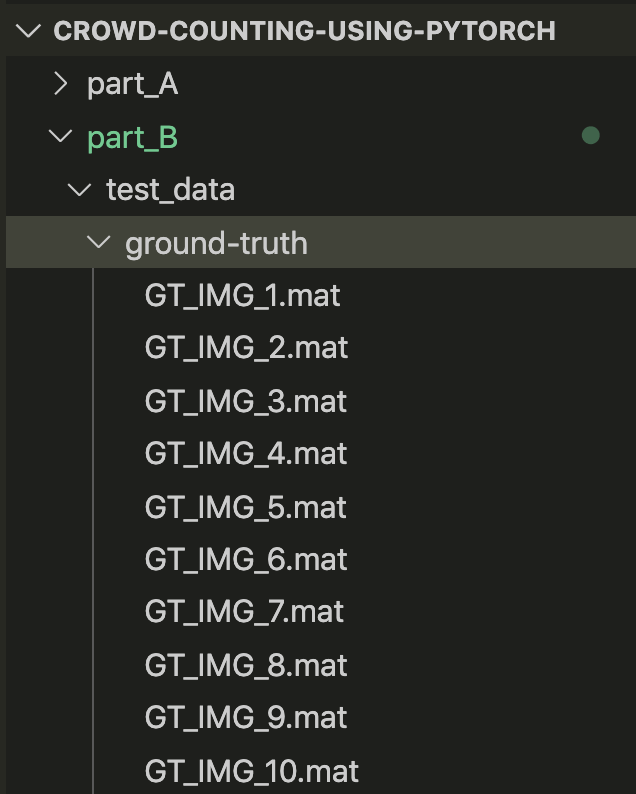 CROWD-COUNTING-USING-PYTORCH
part_A
part_B
test_data
ground-truth
GT_IMG_1.mat
GT_IMG_2.mat
GT_IMG_3.mat
GT_IMG_4.mat
GT_IMG_5.mat
GT_IMG_6.mat
GT_IMG_7.mat
GT_IMG_8.mat
GT_IMG_9.mat
GT_IMG_10.mat